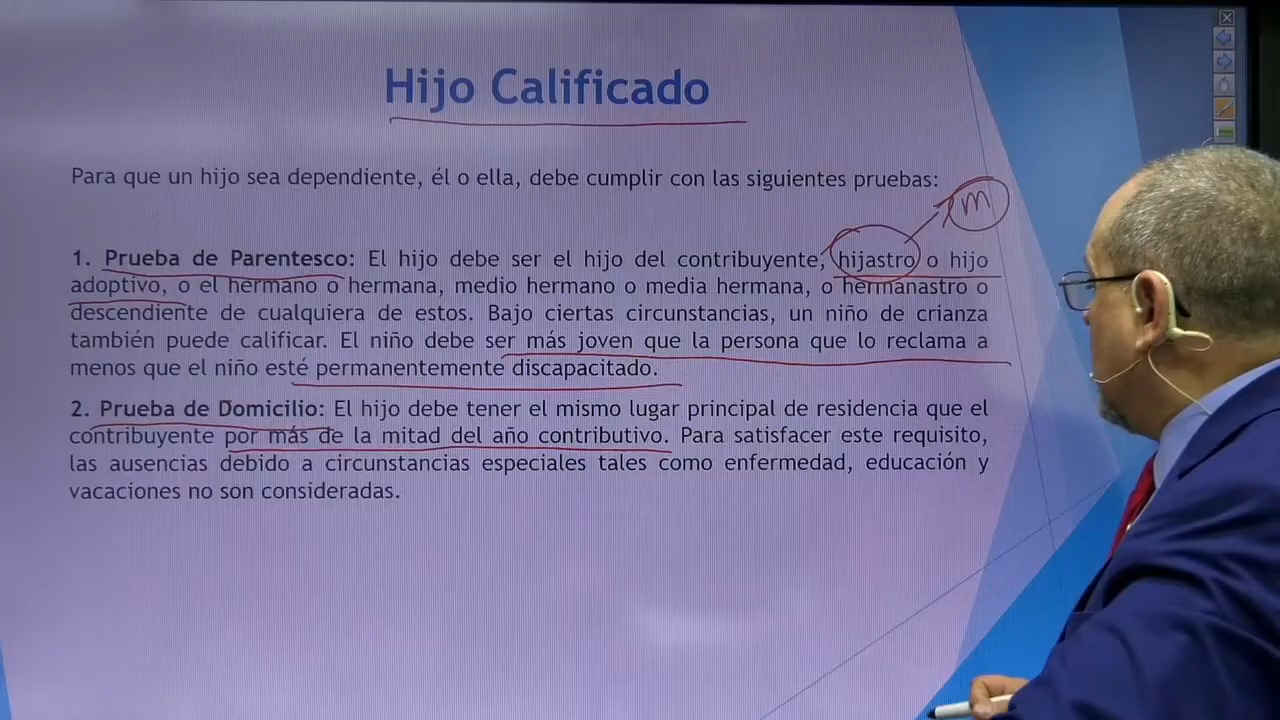 Hijo Calificado
Para que un hijo sea dependiente, él o ella, debe cumplir con las siguientes pruebas:
m
1. Prueba de Parentesco: El hijo debe ser el hijo del contribuyente, hijastro o hijo
adoptivo, o el hermano o hermana, medio hermano o media hermana, o hermanastro o
descendiente de cualquiera de estos. Bajo ciertas circunstancias, un niño de crianza
también puede calificar. El niño debe ser más joven que la persona que lo reclama a
menos que el niño esté permanentemente discapacitado.
2. Prueba de Domicilio: El hijo debe tener el mismo lugar principal de residencia que el
contribuyente por más de la mitad del año contributivo. Para satisfacer este requisito,
las ausencias debido a circunstancias especiales tales como enfermedad, educación y
vacaciones no son consideradas.